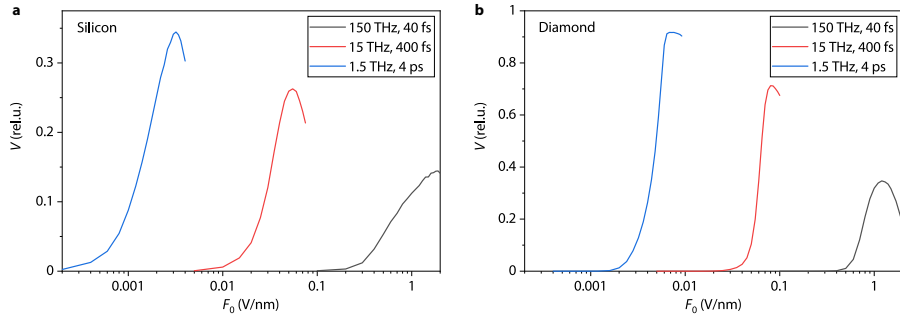 a
Silicon
150 THz, 40 fs
15 THz, 400 fs
1.5 THz, 4 ps
V (rel.u.)
0.3
0.2
0.1
0
0.001
0.01
0.1
1
F₀ (V/nm)
b
Diamond
150 THz, 40 fs
15 THz, 400 fs
1.5 THz, 4 ps
V (rel.u.)
1
0.8
0.6
0.4
0.2
0
0.001
0.01
0.1
1
F₀ (V/nm)